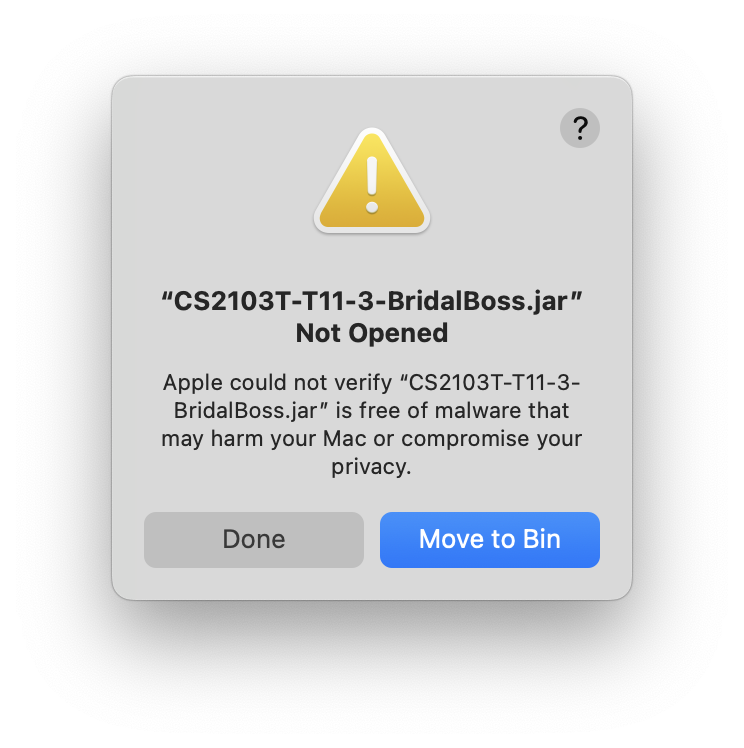 ?
“CS2103T-T11-3-BridalBoss.jar”
Not Opened
Apple could not verify “CS2103T-T11-3-
BridalBoss.jar” is free of malware that
may harm your Mac or compromise your
privacy.
Done
Move to Bin